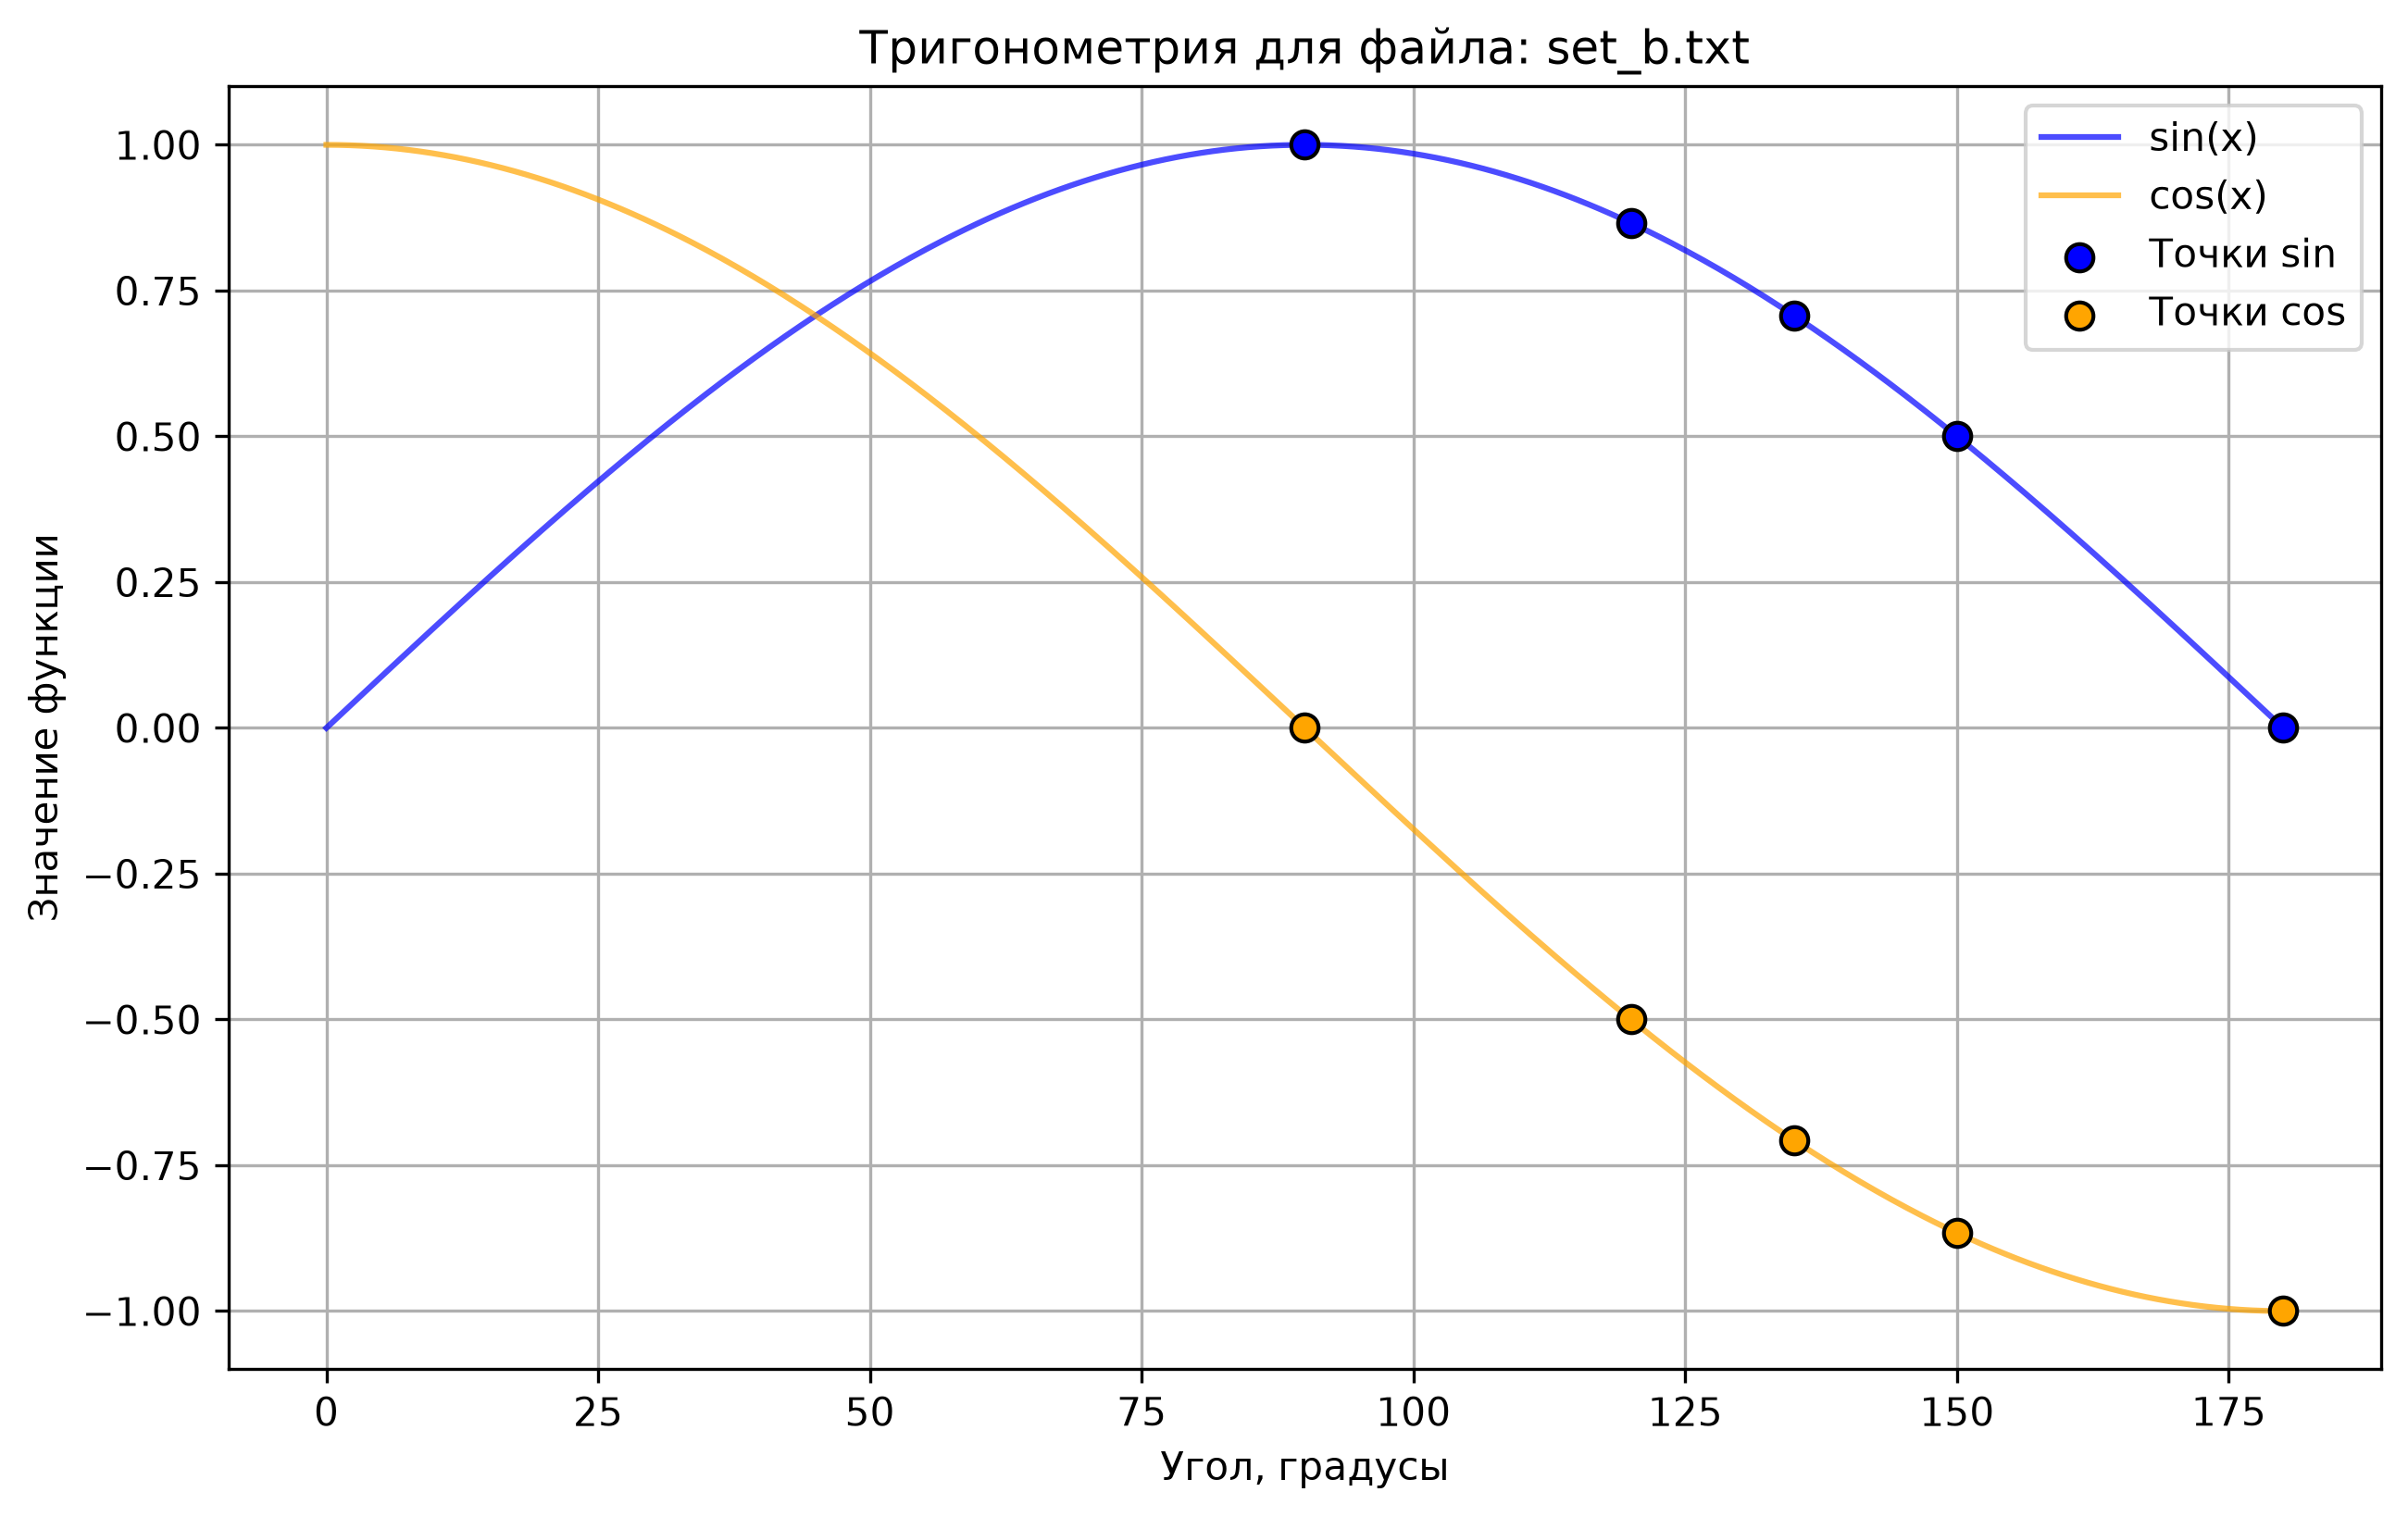 Тригонометрия для файла: set_b.txt
sin(x)
cos(x)
Точки sin
Точки cos
1.00
0.75
0.50
0.25
0.00
−0.25
−0.50
−0.75
−1.00
Значение функции
0 25 50 75 100 125 150 175
Угол, градусы